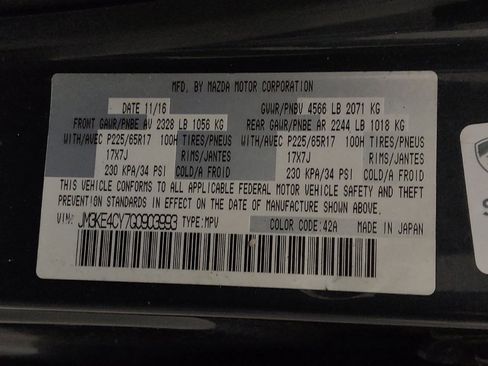 MFD. BY MAZDA MOTOR CORPORATION
DATE 11/16 GVWR/PNBV 4566 LB 2071 KG
FRONT GAWR/PNBE AV 2328 LB 1056 KG REAR GAWR/PNBE AR 2244 LB 1018 KG
WITH/AVEC P225/65R17 100H TIRES/PNEUS WITH/AVEC P225/65R17 100H TIRES/PNEUS
17X7J RIMS/JANTES 17X7J RIMS/JANTES
230 KPA/34 PSI COLD/A FROID 230 KPA/34 PSI COLD/A FROID
THIS VEHICLE CONFORMS TO ALL APPLICABLE FEDERAL MOTOR VEHICLE SAFETY AND THEFT
PREVENTION STANDARDS IN EFFECT ON THE DATE OF MANUFACTURE SHOWN ABOVE.
V.I.N.: JM3KE4CY7G0903993 TYPE:MPV COLOR CODE:42A MADE IN JAPAN